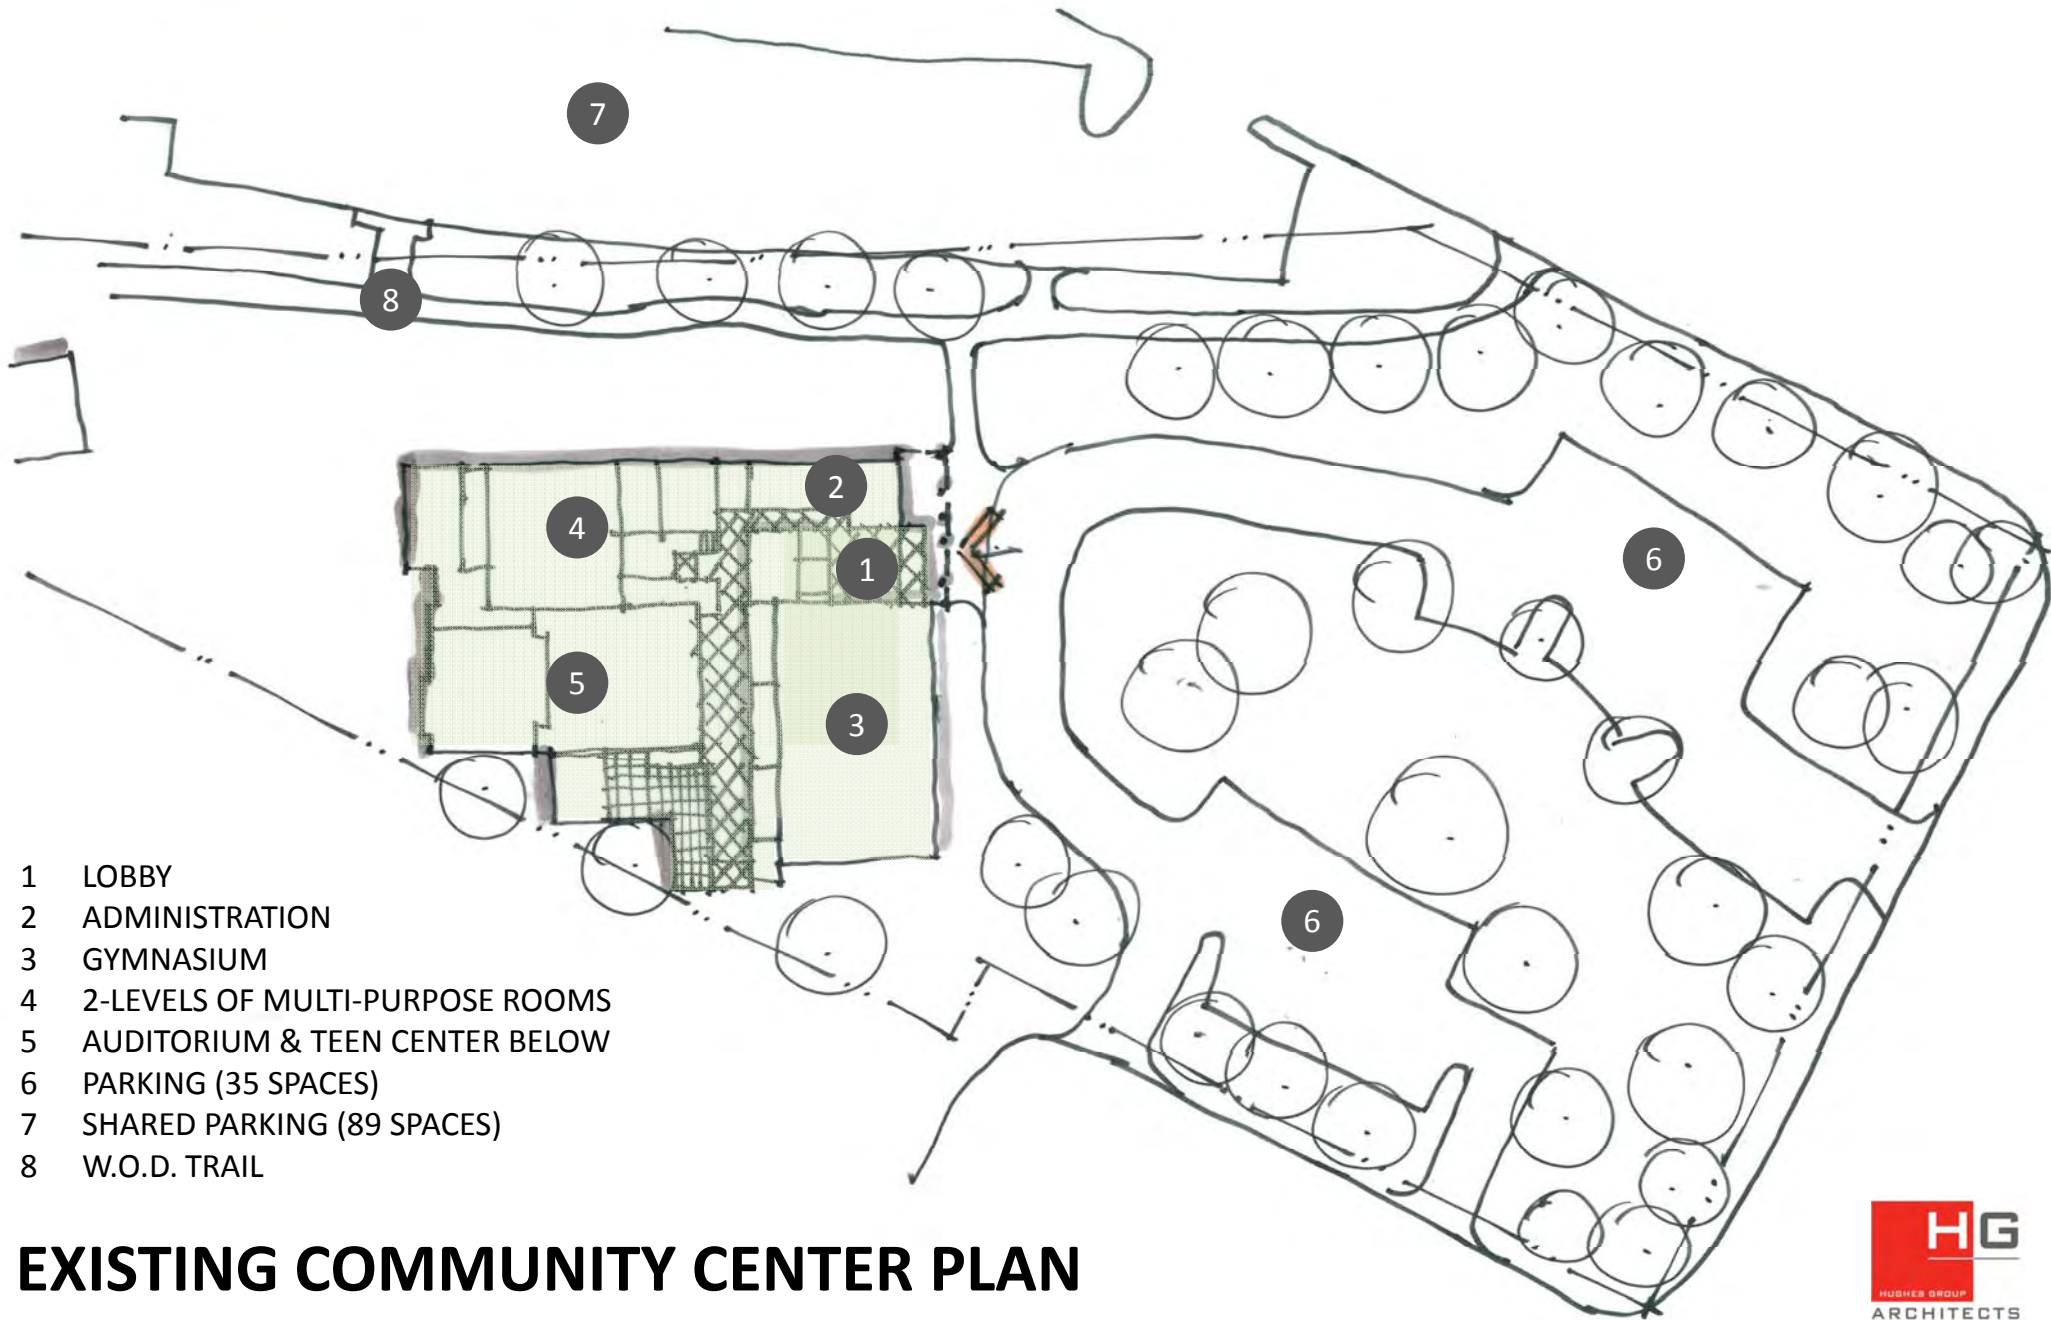 7
8
2
4
1
6
5
3
6
1 LOBBY
2 ADMINISTRATION
3 GYMNASIUM
4 2-LEVELS OF MULTI-PURPOSE ROOMS
5 AUDITORIUM & TEEN CENTER BELOW
6 PARKING (35 SPACES)
7 SHARED PARKING (89 SPACES)
8 W.O.D. TRAIL
EXISTING COMMUNITY CENTER PLAN
HG
HUGHES GROUP
ARCHITECTS